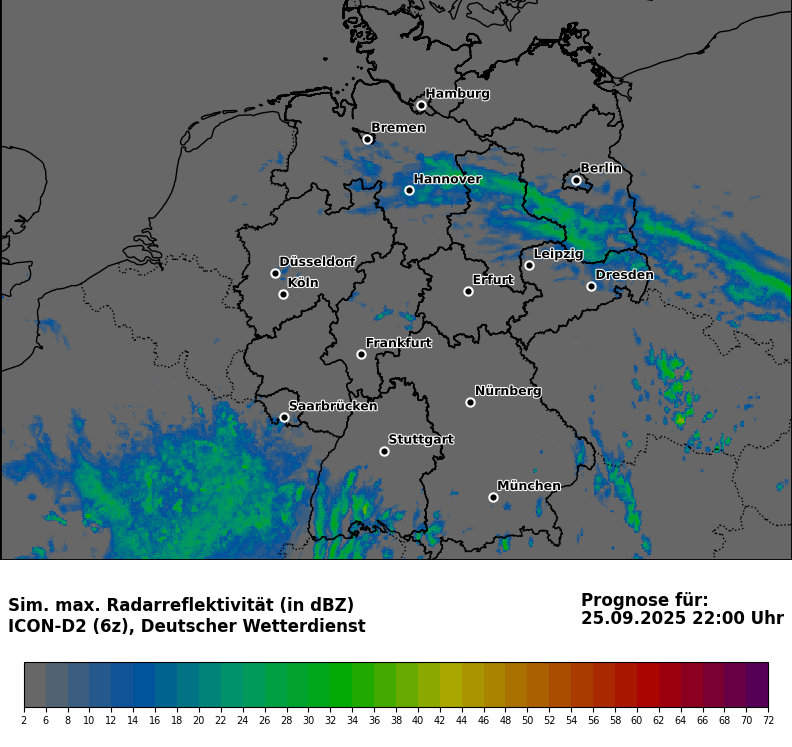 Hamburg
Bremen
Berlin
Hannover
Leipzig
Düsseldorf
Dresden
Köln
Erfurt
Frankfurt
Nürnberg
Saarbrücken
Stuttgart
München
Sim. max. Radarreflektivität (in dBZ)
ICON-D2 (6z), Deutscher Wetterdienst
Prognose für:
25.09.2025 22:00 Uhr
2 6 8 10 12 14 16 18 20 22 24 26 28 30 32 34 36 38 40 42 44 46 48 50 52 54 56 58 60 62 64 66 68 70 72